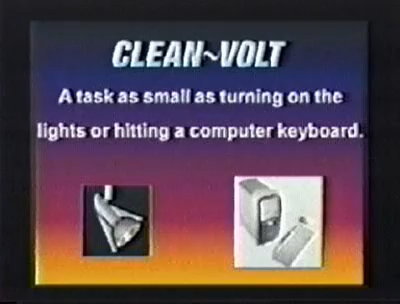 CLEAN~VOLT
A task as small as turning on the
lights or hitting a computer keyboard.